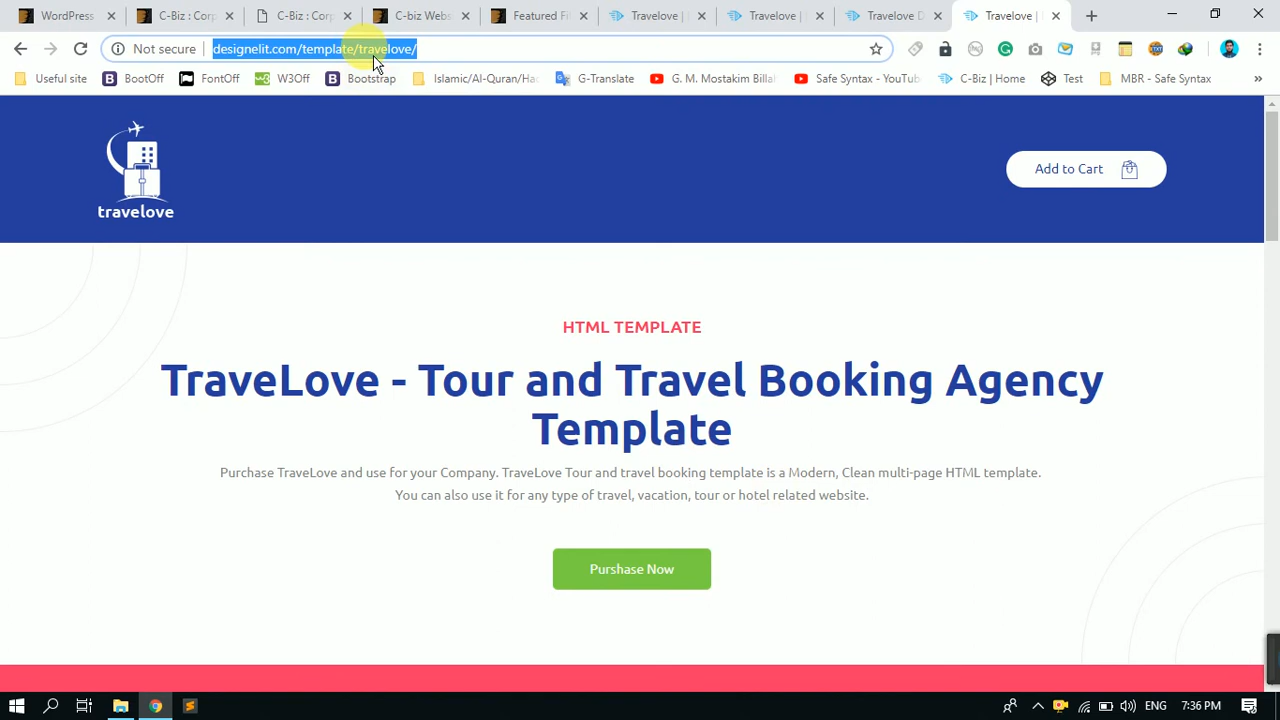 WordPress
C-Biz : Corp
C-Biz : Corp
C-biz Webs
Featured Fi
Travelove |
Travelove
Travelove D
Travelove |
Not secure
designelit.com/template/travelove/
Useful site
BootOff
FontOff
W3Off
Bootstrap
Islamic/Al-Quran/Ha
G-Translate
G. M. Mostakim Billa
Safe Syntax - YouTu
C-Biz | Home
Test
MBR - Safe Syntax
»
travelove
Add to Cart
HTML TEMPLATE
TraveLove - Tour and Travel Booking Agency
Template
Purchase TraveLove and use for your Company. TraveLove Tour and travel booking template is a Modern, Clean multi-page HTML template.
You can also use it for any type of travel, vacation, tour or hotel related website.
Purshase Now
ENG
7:36 PM